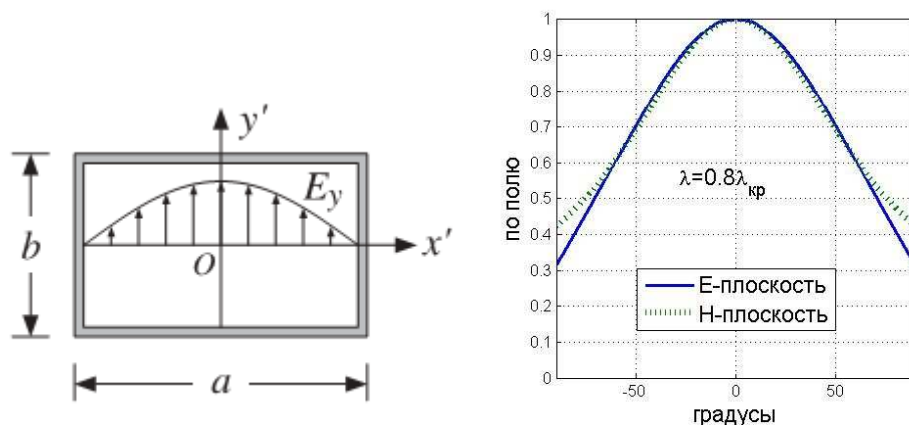 y'
E_y
b
O
x'
a
1
0.9
0.8
0.7
0.6
0.5
0.4
0.3
0.2
0.1
0
по полю
λ=0.8λ_кр
Е-плоскость
Н-плоскость
-50
0
50
градусы